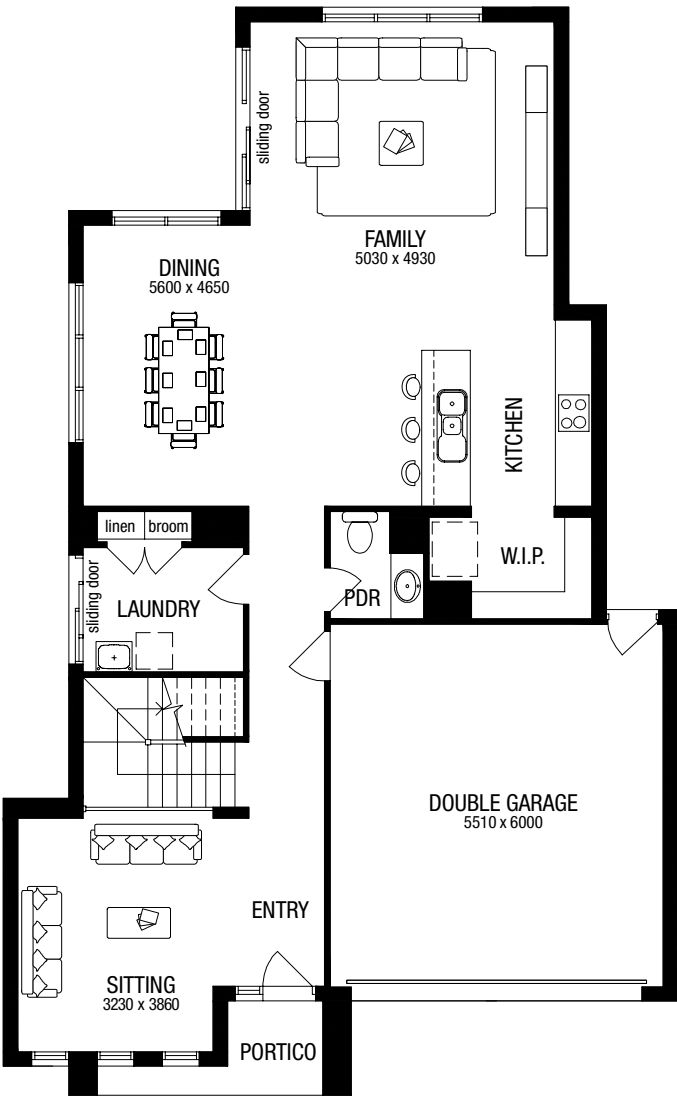 sliding door
FAMILY
5030 x 4930
DINING
5600 x 4650
KITCHEN
linen
broom
W.I.P.
sliding door
LAUNDRY
PDR
DOUBLE GARAGE
5510 x 6000
ENTRY
SITTING
3230 x 3860
PORTICO